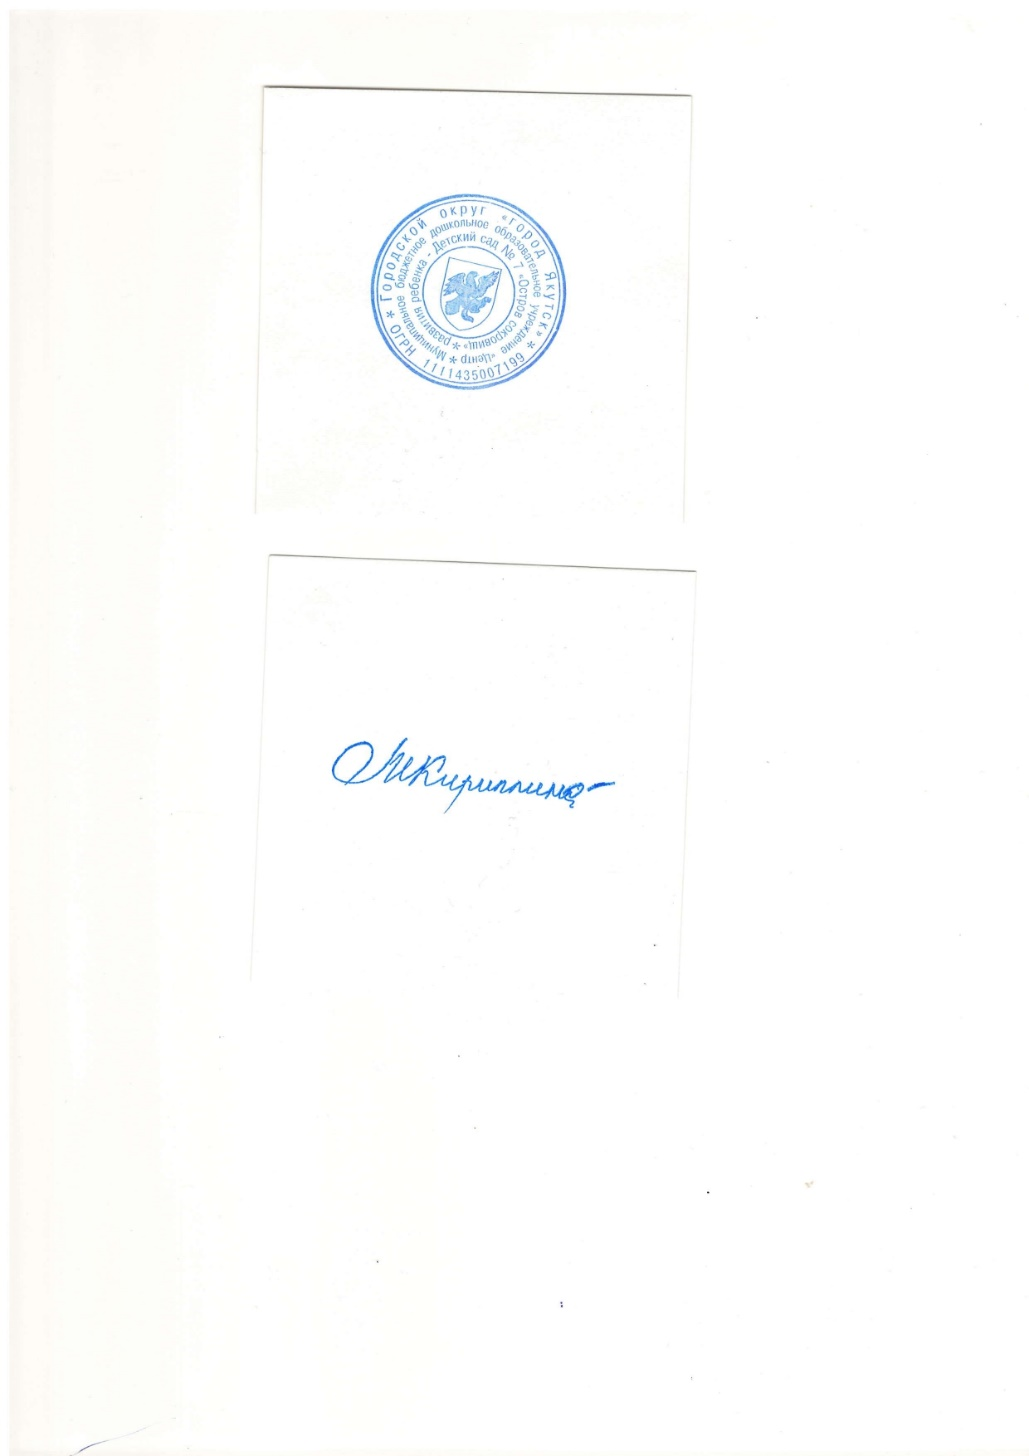 * Городской округ «город Якутск» *
ОГРН 1111435007199
* Муниципальное бюджетное дошкольное образовательное учреждение «Центр
развития ребенка - Детский сад № 7 «Остров сокровищ» *
МКириллина